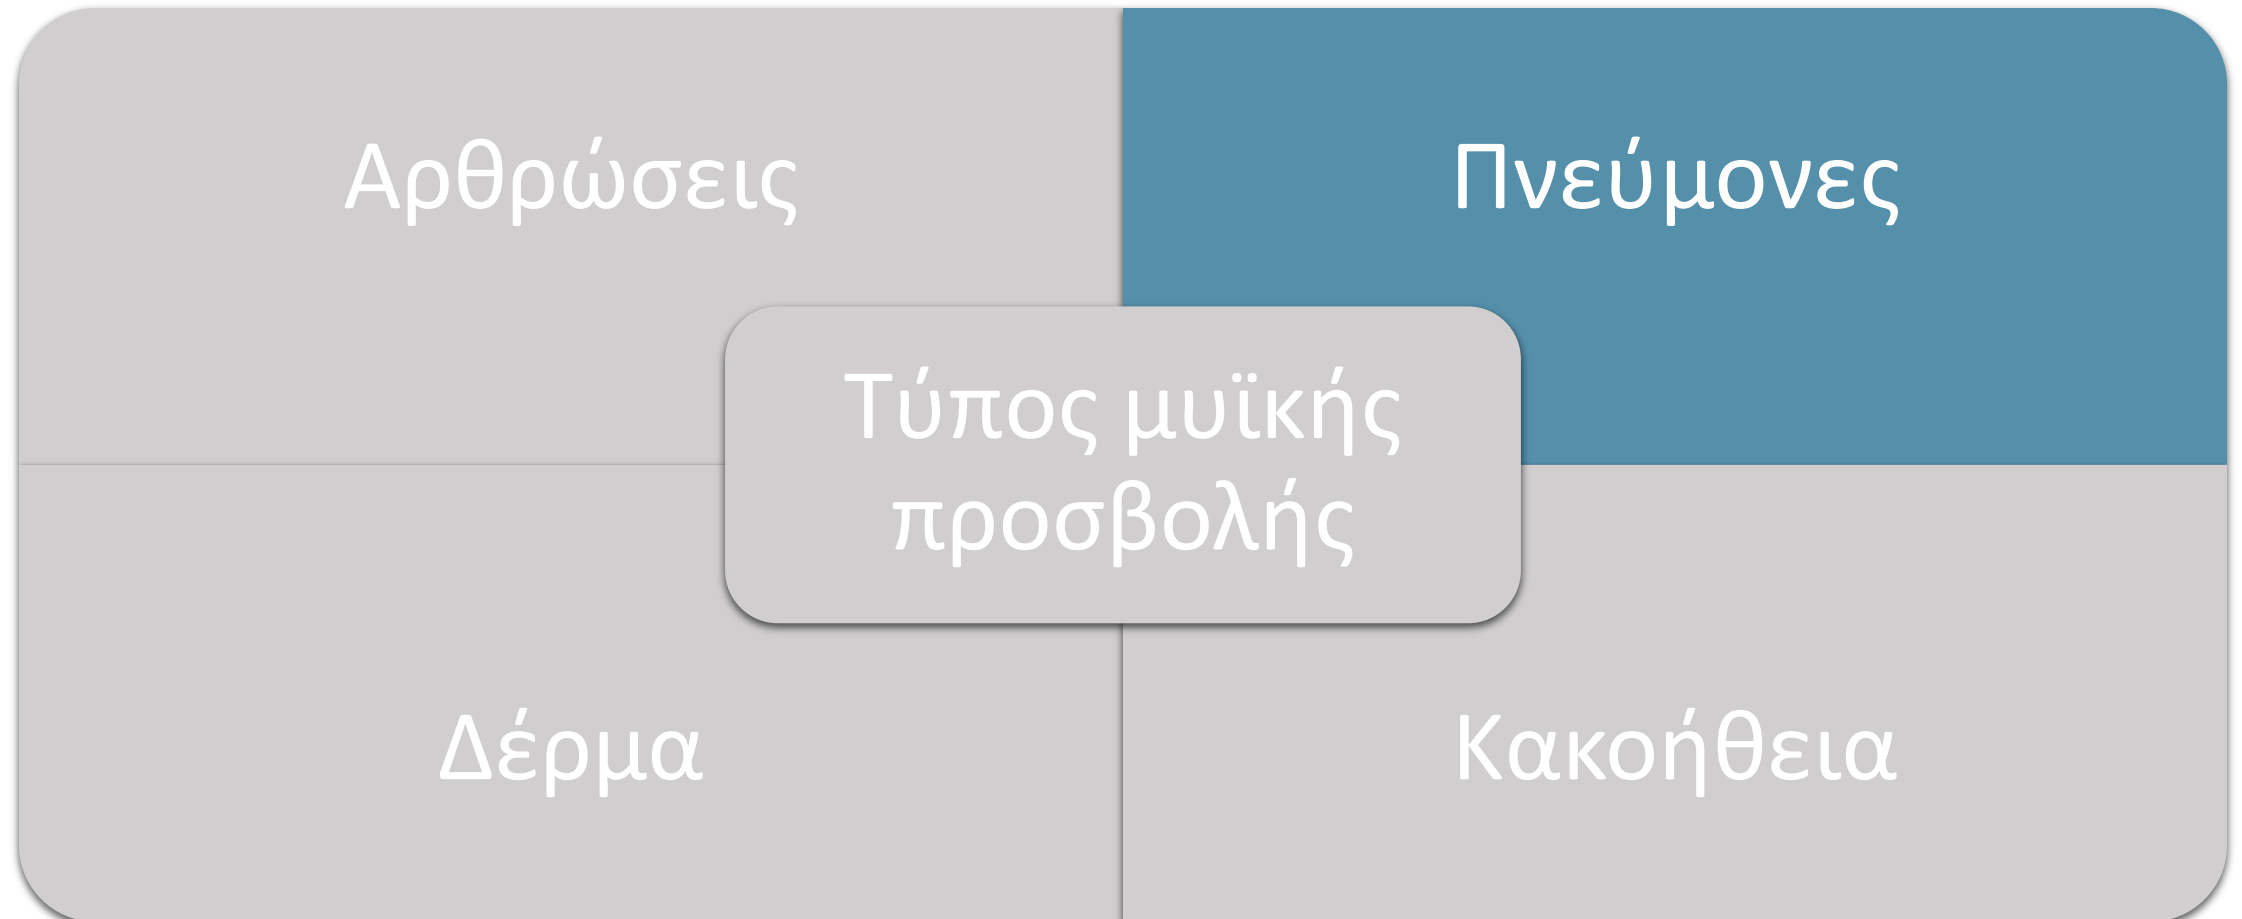 Αρθρώσεις
Πνεύμονες
Τύπος μυϊκής
προσβολής
Δέρμα
Κακοήθεια